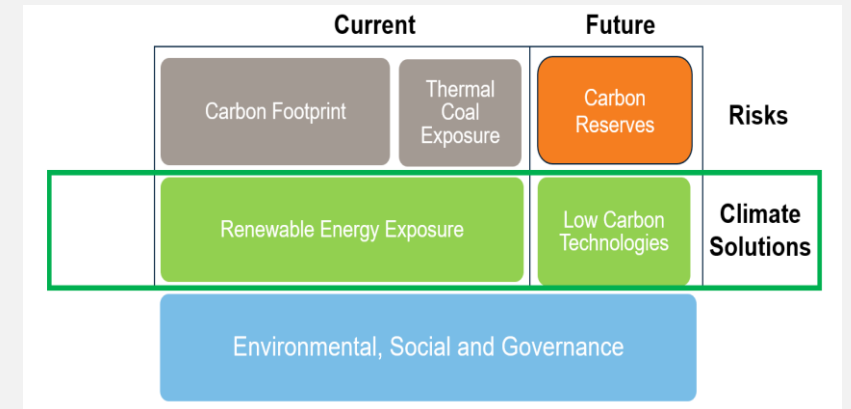 Current
Future
Carbon Footprint
Thermal
Coal
Exposure
Carbon
Reserves
Risks
Renewable Energy Exposure
Low Carbon
Technologies
Climate
Solutions
Environmental, Social and Governance